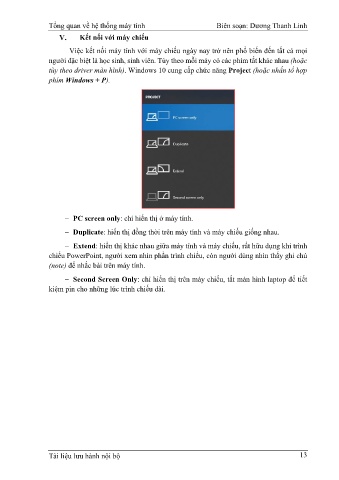 Tổng quan về hệ thống máy tính Biên soạn: Dương Thanh Linh
V. Kết nối với máy chiếu
Việc kết nối máy tính với máy chiếu ngày nay trở nên phổ biến đến tất cả mọi
người đặc biệt là học sinh, sinh viên. Tùy theo mỗi máy có các phím tắt khác nhau (hoặc
tùy theo driver màn hình), Windows 10 cung cấp chức năng Project (hoặc nhấn tổ hợp
phím Windows + P).
PROJECT
PC screen only
Duplicate
Extend
Second screen only
− PC screen only: chỉ hiển thị ở máy tính.
− Duplicate: hiển thị đồng thời trên máy tính và máy chiếu giống nhau.
− Extend: hiển thị khác nhau giữa máy tính và máy chiếu, rất hữu dụng khi trình
chiếu PowerPoint, người xem nhìn phần trình chiếu, còn người dùng nhìn thấy ghi chú
(note) để nhắc bài trên máy tính.
− Second Screen Only: chỉ hiển thị trên máy chiếu, tắt màn hình laptop để tiết
kiệm pin cho những lúc trình chiếu dài.
Tài liệu lưu hành nội bộ 13